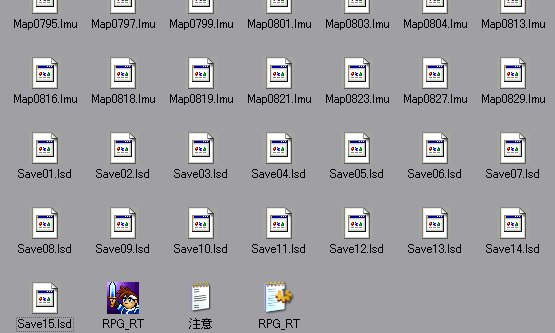 Map0795.lmu Map0797.lmu Map0799.lmu Map0801.lmu Map0803.lmu Map0804.lmu Map0813.lmu
Map0816.lmu Map0818.lmu Map0819.lmu Map0821.lmu Map0823.lmu Map0827.lmu Map0829.lmu
Save01.lsd Save02.lsd Save03.lsd Save04.lsd Save05.lsd Save06.lsd Save07.lsd
Save08.lsd Save09.lsd Save10.lsd Save11.lsd Save12.lsd Save13.lsd Save14.lsd
Save15.lsd RPG_RT 注意 RPG_RT